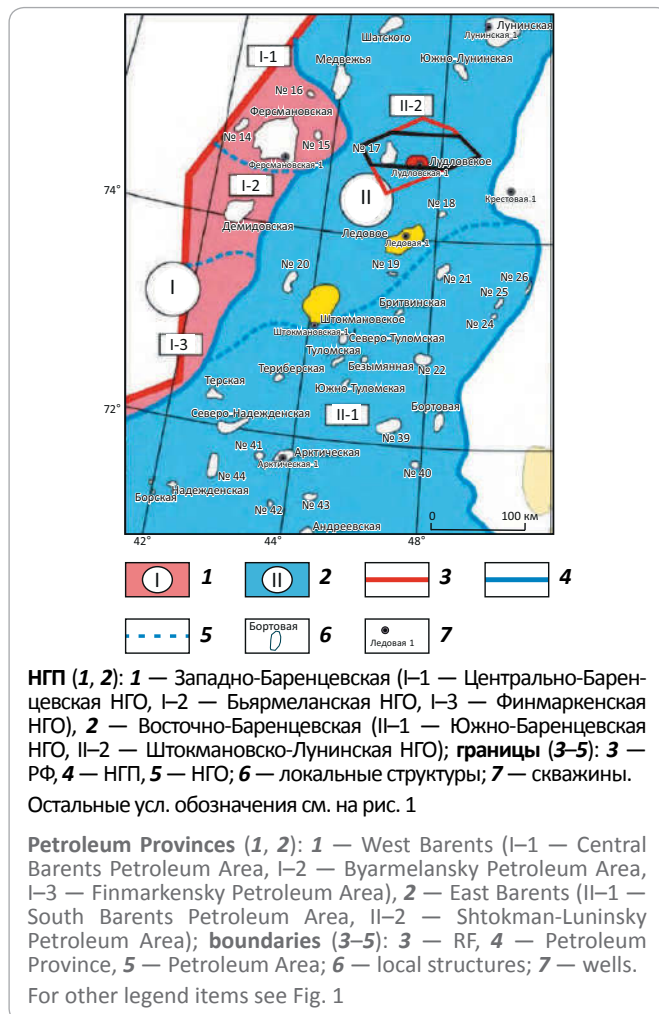 Шатского
Лунинская
Лунинская 1
I-1
Медвежья
Южно-Лунинская
№ 16
Ферсмановская
II-2
№ 14
№ 15
№ 17
Лудловское
Ферсмановская 1
Лудловская 1
74°
I-2
II
№ 18
Крестовая 1
Демидовская
Ледовое
Ледовая 1
I
№ 20
№ 19
№ 21
№ 26
№ 25
Бритвинская
№ 24
Штокмановское
Штокмановская 1
I-3
Северо-Туломская
Туломская
Териберская
Безымянная
№ 22
Терская
Южно-Туломская
72°
Северо-Надеждинская
II-1
Бортовая
№ 39
№ 41
Арктическая
Арктическая 1
№ 40
№ 44
Надежденская
Борская
№ 42
№ 43
0 100 км
Андреевская
42° 44° 48°
I 1 II 2 3 4
5 Бортовая 6 Ледовая 1 7
НГП (1, 2): 1 — Западно-Баренцевская (I–1 — Центрально-Барен-
цевская НГО, I–2 — Бьярмеланская НГО, I–3 — Финмаркенская
НГО), 2 — Восточно-Баренцевская (II–1 — Южно-Баренцевская
НГО, II–2 — Штокмановско-Лунинская НГО); границы (3–5): 3 —
РФ, 4 — НГП, 5 — НГО; 6 — локальные структуры; 7 — скважины.
Остальные усл. обозначения см. на рис. 1
Petroleum Provinces (1, 2): 1 — West Barents (I–1 — Central
Barents Petroleum Area, I–2 — Byarmelansky Petroleum Area,
I–3 — Finmarkensky Petroleum Area), 2 — East Barents (II–1 —
South Barents Petroleum Area, II–2 — Shtokman-Luninsky
Petroleum Area); boundaries (3–5): 3 — RF, 4 — Petroleum
Province, 5 — Petroleum Area; 6 — local structures; 7 — wells.
For other legend items see Fig. 1